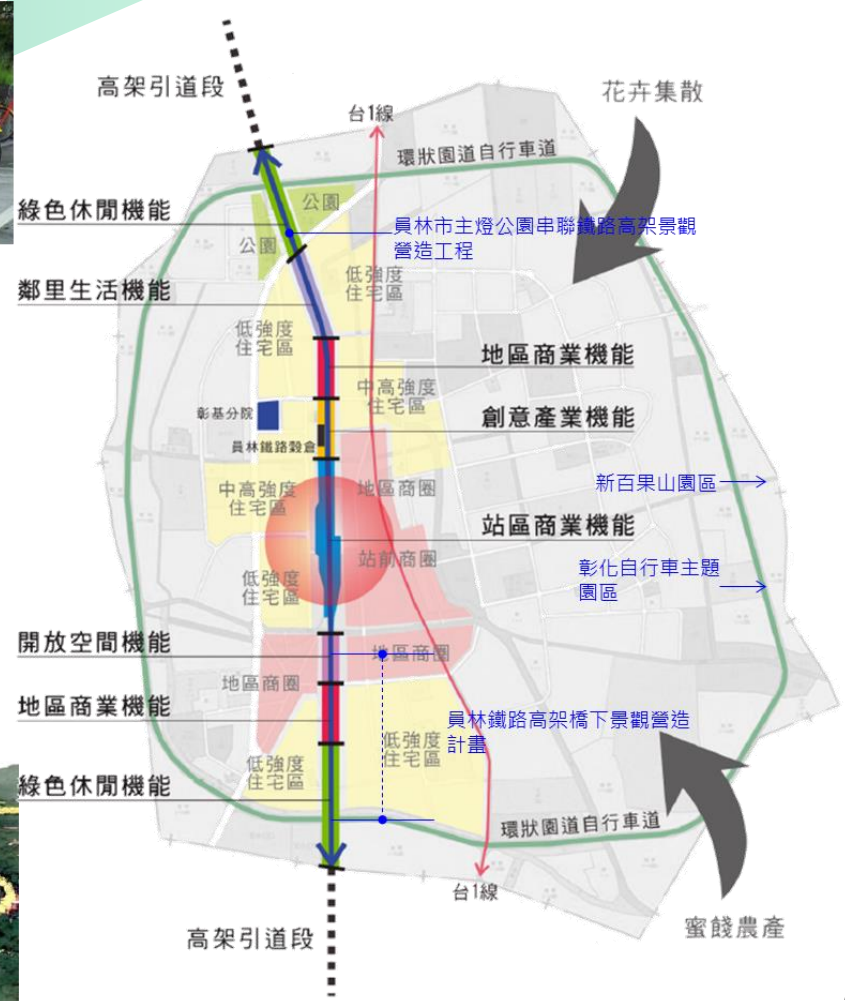 高架引道段
花卉集散
台1線
環狀園道自行車道
綠色休閒機能
公園
公園
員林市主燈公園串聯鐵路高架景觀
營造工程
低強度
住宅區
鄰里生活機能
低強度
住宅區
地區商業機能
中高強度
住宅區
彰基分院
創意產業機能
員林鐵路穀倉
中高強度
住宅區
地區商圈
新百果山園區
站區商業機能
站前商圈
彰化自行車主題
園區
低強度
住宅區
開放空間機能
地區商圈
地區商圈
地區商業機能
員林鐵路高架橋下景觀營造
計畫
低強度
住宅區
低強度
住宅區
綠色休閒機能
環狀園道自行車道
台1線
高架引道段
蜜餞農產